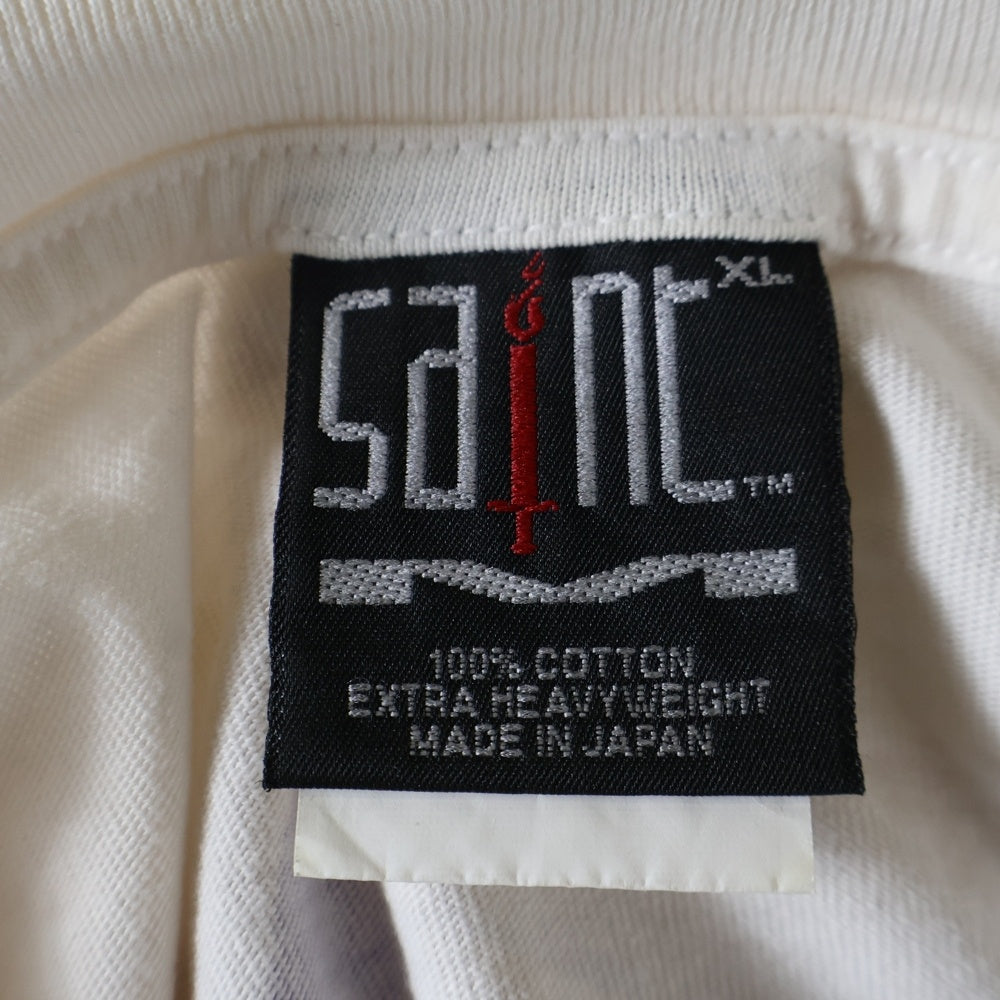 saint XL
TM
100% COTTON
EXTRA HEAVYWEIGHT
MADE IN JAPAN